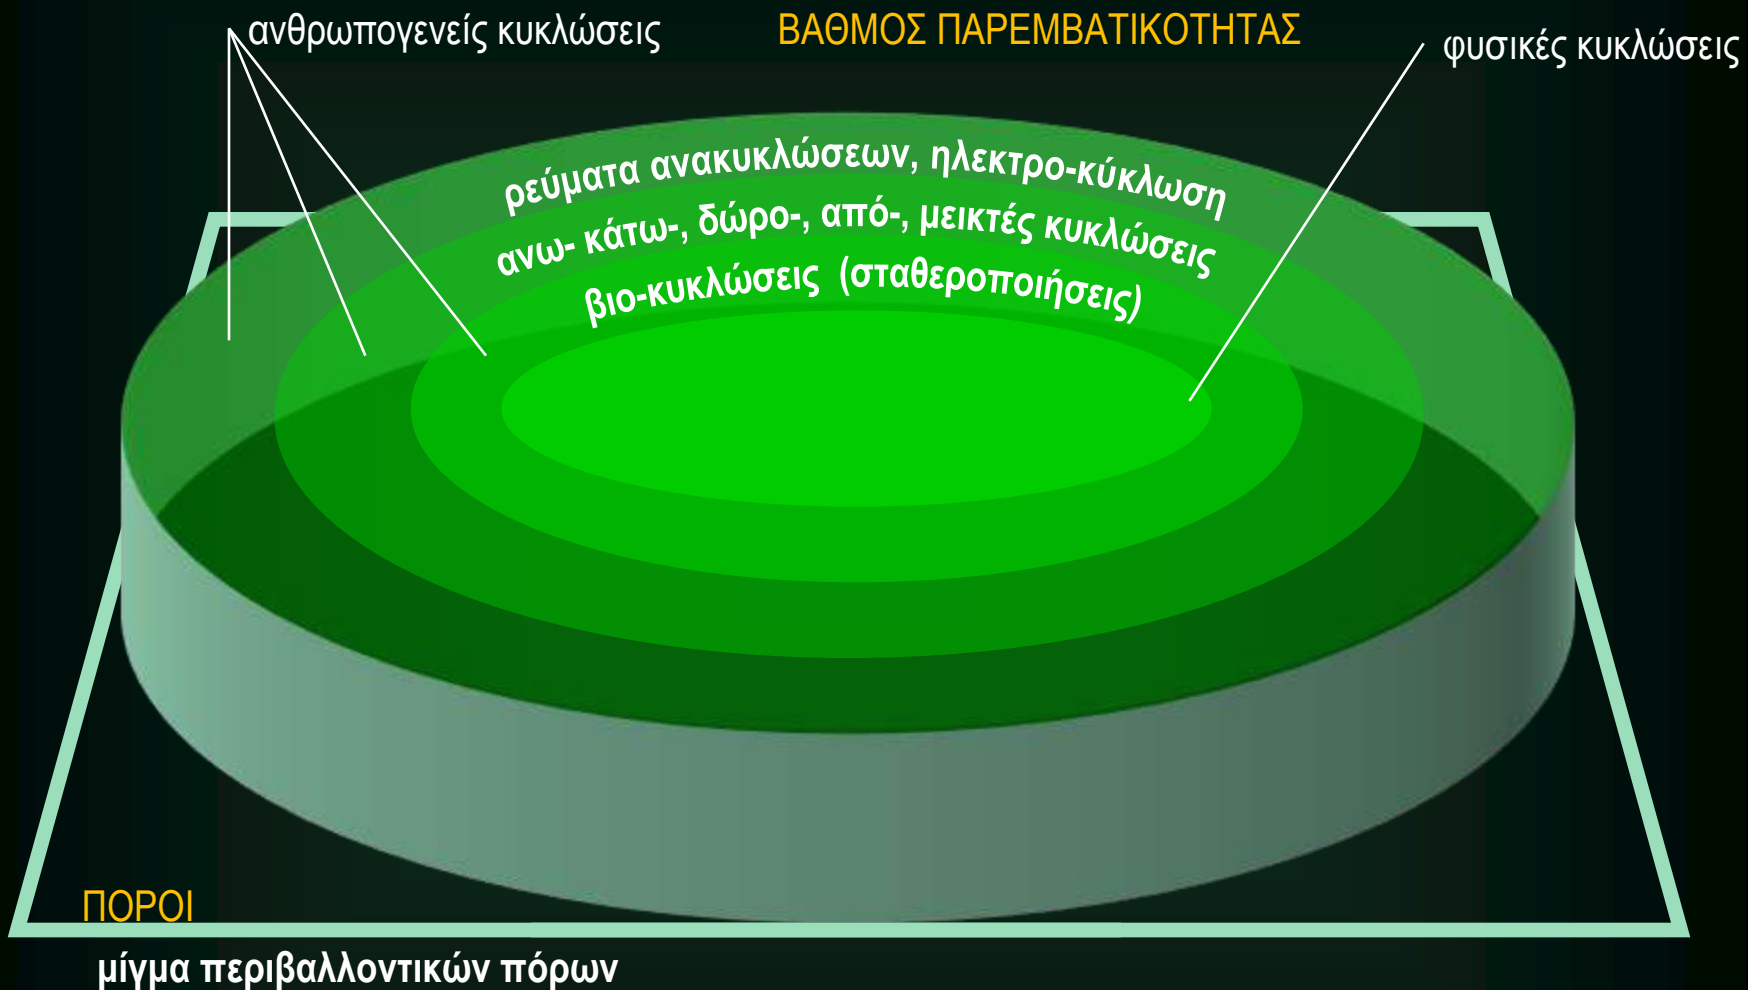 ανθρωπογενείς κυκλώσεις
ΒΑΘΜΟΣ ΠΑΡΕΜΒΑΤΙΚΟΤΗΤΑΣ
φυσικές κυκλώσεις
ρεύματα ανακυκλώσεων, ηλεκτρο-κύκλωση
ανω- κάτω-, δώρο-, από-, μεικτές κυκλώσεις
βιο-κυκλώσεις (σταθεροποιήσεις)
ΠΟΡΟΙ
μίγμα περιβαλλοντικών πόρων